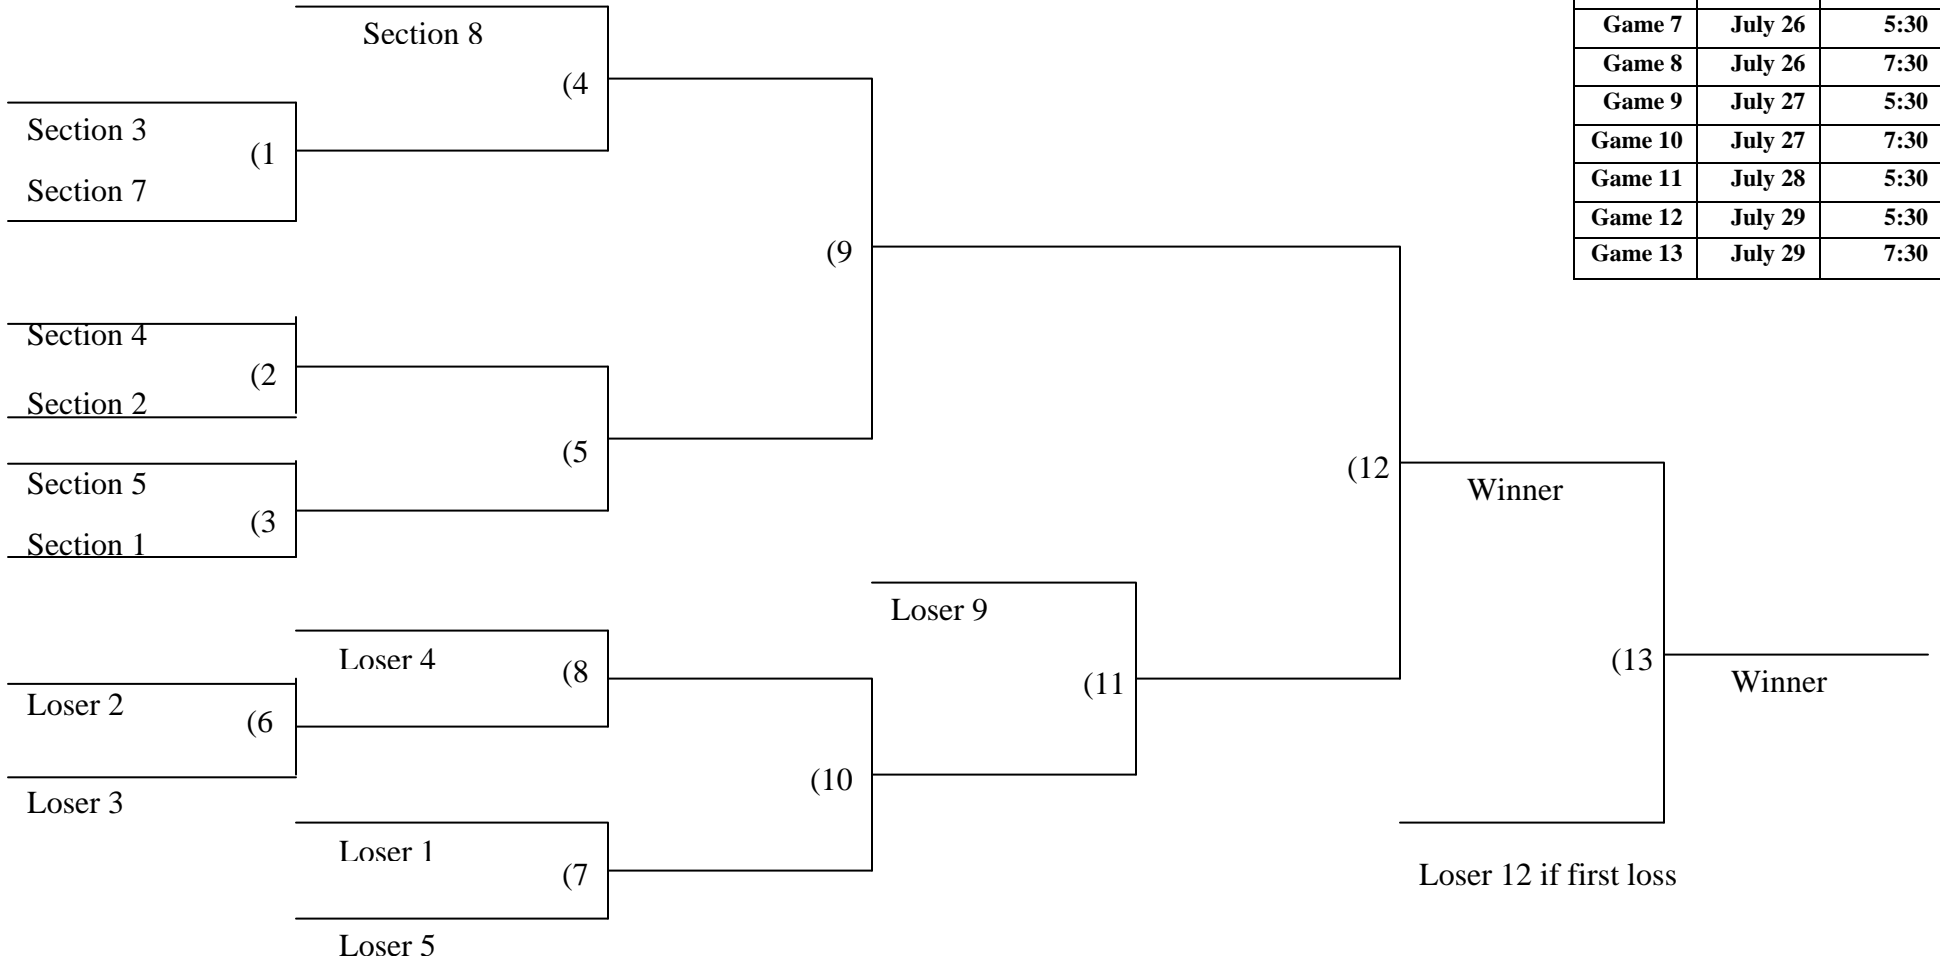 Section 8
(4
Section 3
(1
Section 7
(9
Section 4
(2
Section 2
(5
Section 5
(3
Section 1
(12
Winner
Loser 9
Loser 4
(8
Loser 2
(6
(11
(13
Winner
Loser 3
(10
Loser 1
(7
Loser 12 if first loss
Loser 5
Game 7 July 26 5:30
Game 8 July 26 7:30
Game 9 July 27 5:30
Game 10 July 27 7:30
Game 11 July 28 5:30
Game 12 July 29 5:30
Game 13 July 29 7:30